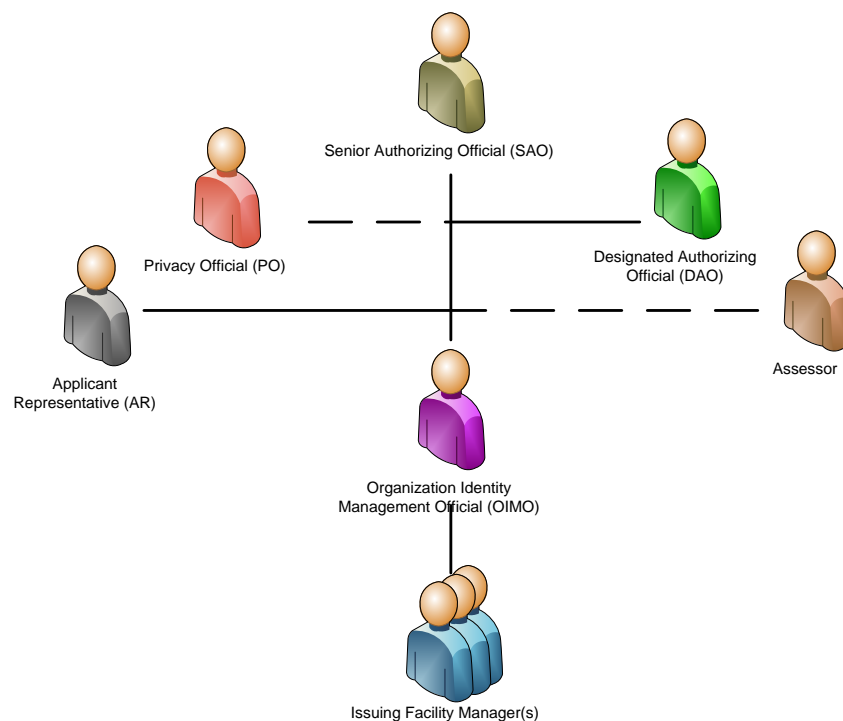 Senior Authorizing Official (SAO)
Privacy Official (PO)
Designated Authorizing
Official (DAO)
Assessor
Applicant
Representative (AR)
Organization Identity
Management Official (OIMO)
Issuing Facility Manager(s)